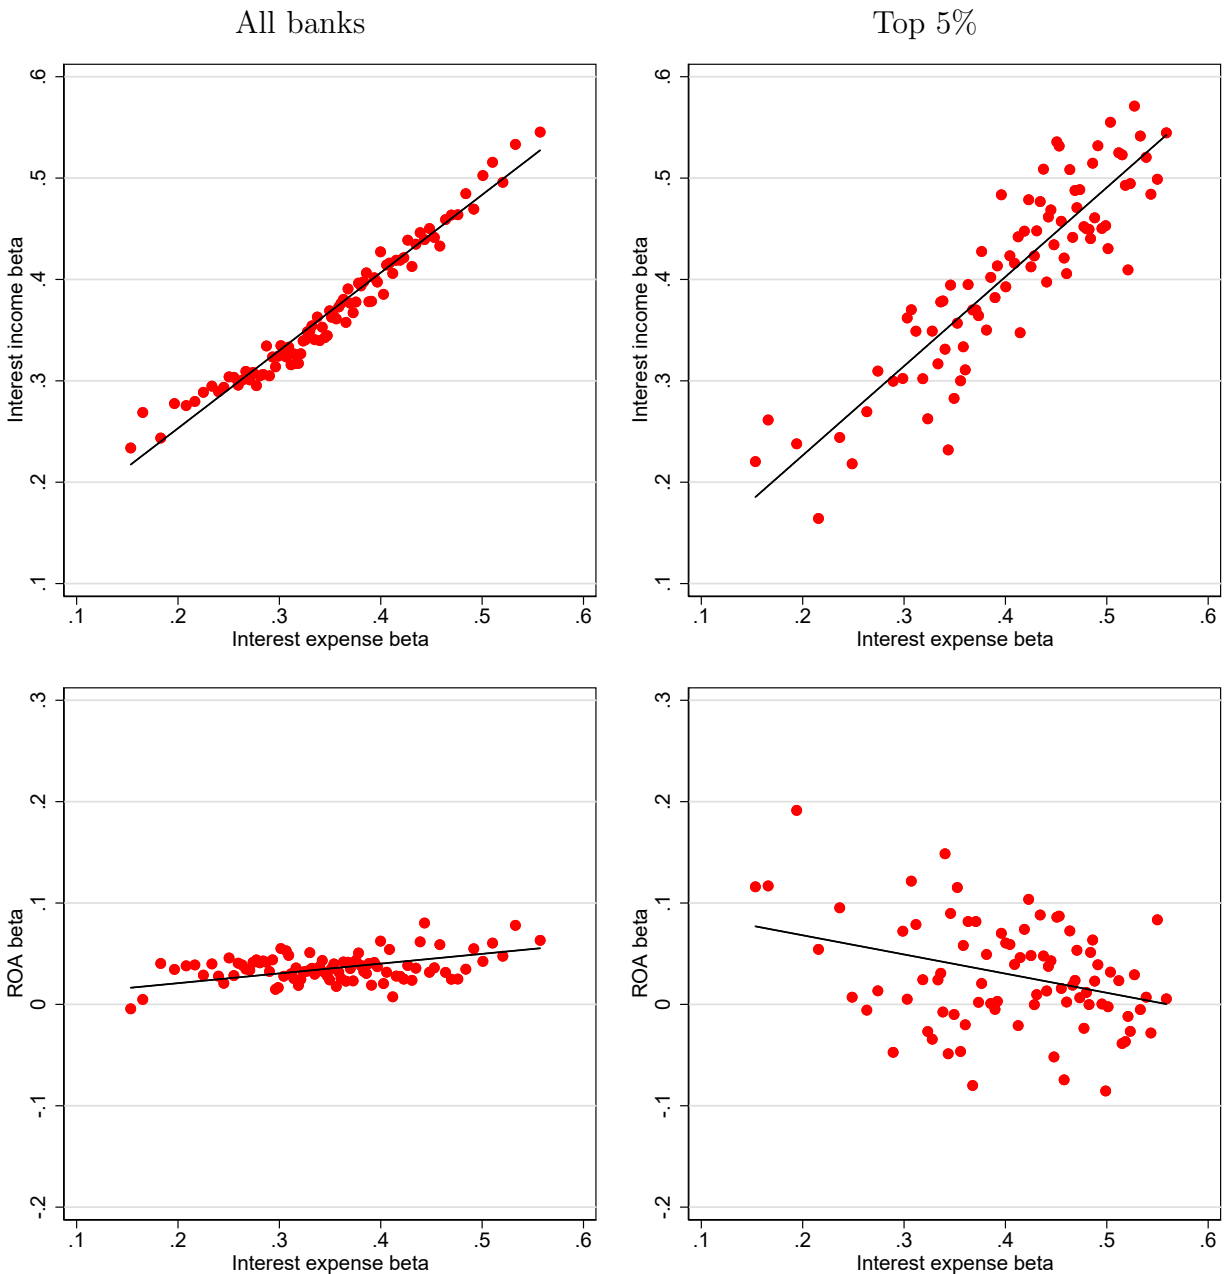 All banks
Top 5%
.6
.5
.4
.3
.2
.1
Interest income beta
.1 .2 .3 .4 .5 .6
Interest expense beta
.6
.5
.4
.3
.2
.1
Interest income beta
.1 .2 .3 .4 .5 .6
Interest expense beta
.3
.2
.1
0
-.1
-.2
ROA beta
.1 .2 .3 .4 .5 .6
Interest expense beta
.3
.2
.1
0
-.1
-.2
ROA beta
.1 .2 .3 .4 .5 .6
Interest expense beta